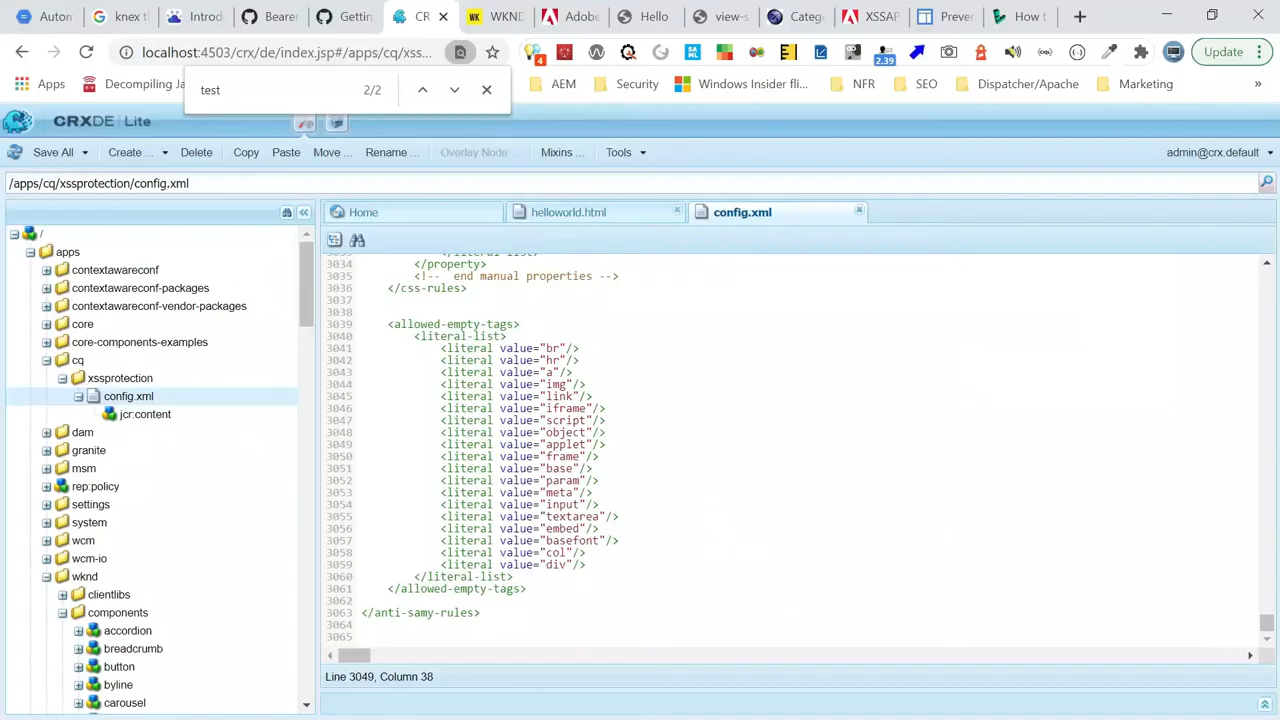 Autom
knex th
Introdu
Bearer
Getting
CR
WKND
Adobe
Hello
view-s
Catego
XSSAP
Prever
How t
localhost:4503/crx/de/index.jsp#/apps/cq/xss...
4
2.39
Update
Apps
Decompiling Ja
AEM
Security
Windows Insider fli...
NFR
SEO
Dispatcher/Apache
Marketing
»
test
2/2
CRXDE | Lite
Save All
Create ...
Delete
Copy
Paste
Move ...
Rename ...
Overlay Node ...
Mixins ...
Tools
admin@crx.default
/apps/cq/xssprotection/config.xml
Home
helloworld.html
config.xml
/
apps
contextawareconf
contextawareconf-packages
contextawareconf-vendor-packages
core
core-components-examples
cq
xssprotection
config.xml
jcr:content
dam
granite
msm
rep:policy
settings
system
wcm
wcm-io
wknd
clientlibs
components
accordion
breadcrumb
button
byline
carousel
3034 </property>
3035 <!--  end manual properties -->
3036 </css-rules>
3037
3038
3039 <allowed-empty-tags>
3040 <literal-list>
3041 <literal value="br"/>
3042 <literal value="hr"/>
3043 <literal value="a"/>
3044 <literal value="img"/>
3045 <literal value="link"/>
3046 <literal value="iframe"/>
3047 <literal value="script"/>
3048 <literal value="object"/>
3049 <literal value="applet"/>
3050 <literal value="frame"/>
3051 <literal value="base"/>
3052 <literal value="param"/>
3053 <literal value="meta"/>
3054 <literal value="input"/>
3055 <literal value="textarea"/>
3056 <literal value="embed"/>
3057 <literal value="basefont"/>
3058 <literal value="col"/>
3059 <literal value="div"/>
3060 </literal-list>
3061 </allowed-empty-tags>
3062
3063 </anti-samy-rules>
3064
3065
Line 3049, Column 38